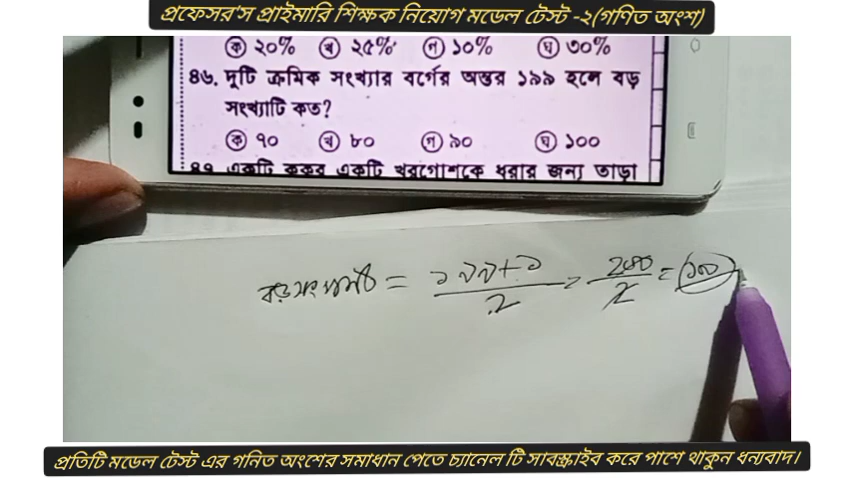 প্রফেসর'স প্রাইমারি শিক্ষক নিয়োগ মডেল টেস্ট -২(গণিত অংশ)
ক ২০% খ ২৫% গ ১০% ঘ ৩০%
৪৬. দুটি ক্রমিক সংখ্যার বর্গের অন্তর ১৯৯ হলে বড়
সংখ্যাটি কত?
ক ৭০ খ ৮০ গ ৯০ ঘ ১০০
৪৭ একটি কুকুর একটি খরগোশকে ধরার জন্য তাড়া
বড় সংখ্যাটি = ১৯৯+১/২ = ২০০/২ = ১০০
প্রতিটি মডেল টেস্ট এর গনিত অংশের সমাধান পেতে চ্যানেল টি সাবস্ক্রাইব করে পাশে থাকুন ধন্যবাদ।